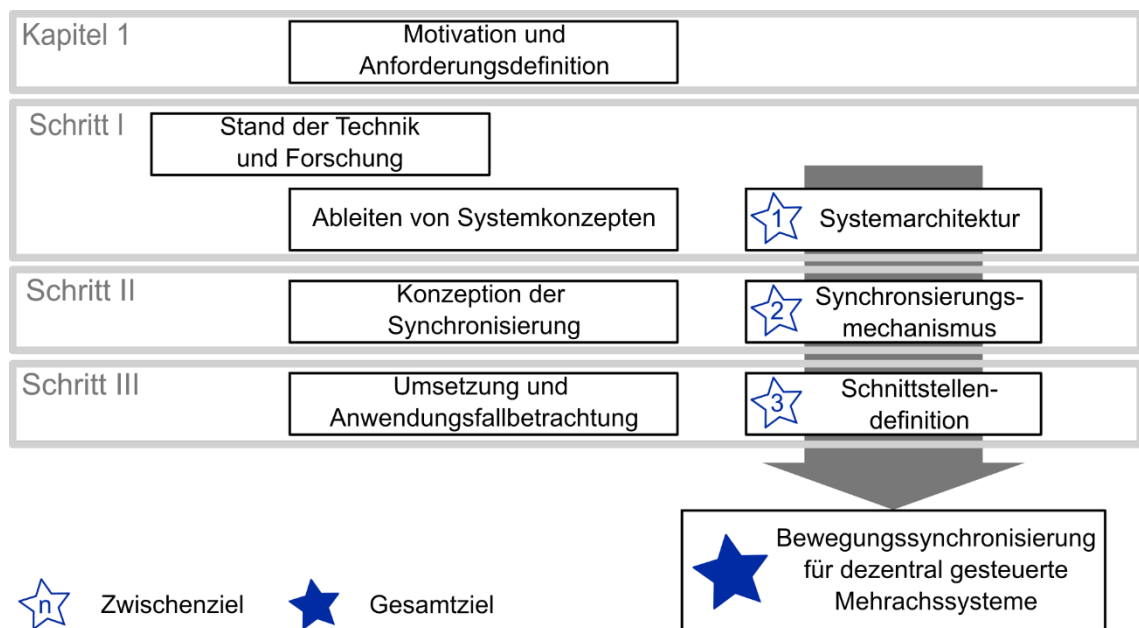 Kapitel 1
Motivation und
Anforderungsdefinition
Schritt I
Stand der Technik
und Forschung
Ableiten von Systemkonzepten
1
Systemarchitektur
Schritt II
Konzeption der
Synchronisierung
2
Synchronsierungs-
mechanismus
Schritt III
Umsetzung und
Anwendungsfallbetrachtung
3
Schnittstellen-
definition
Bewegungssynchronisierung
für dezentral gesteuerte
Mehrachssysteme
n
Zwischenziel
Gesamtziel